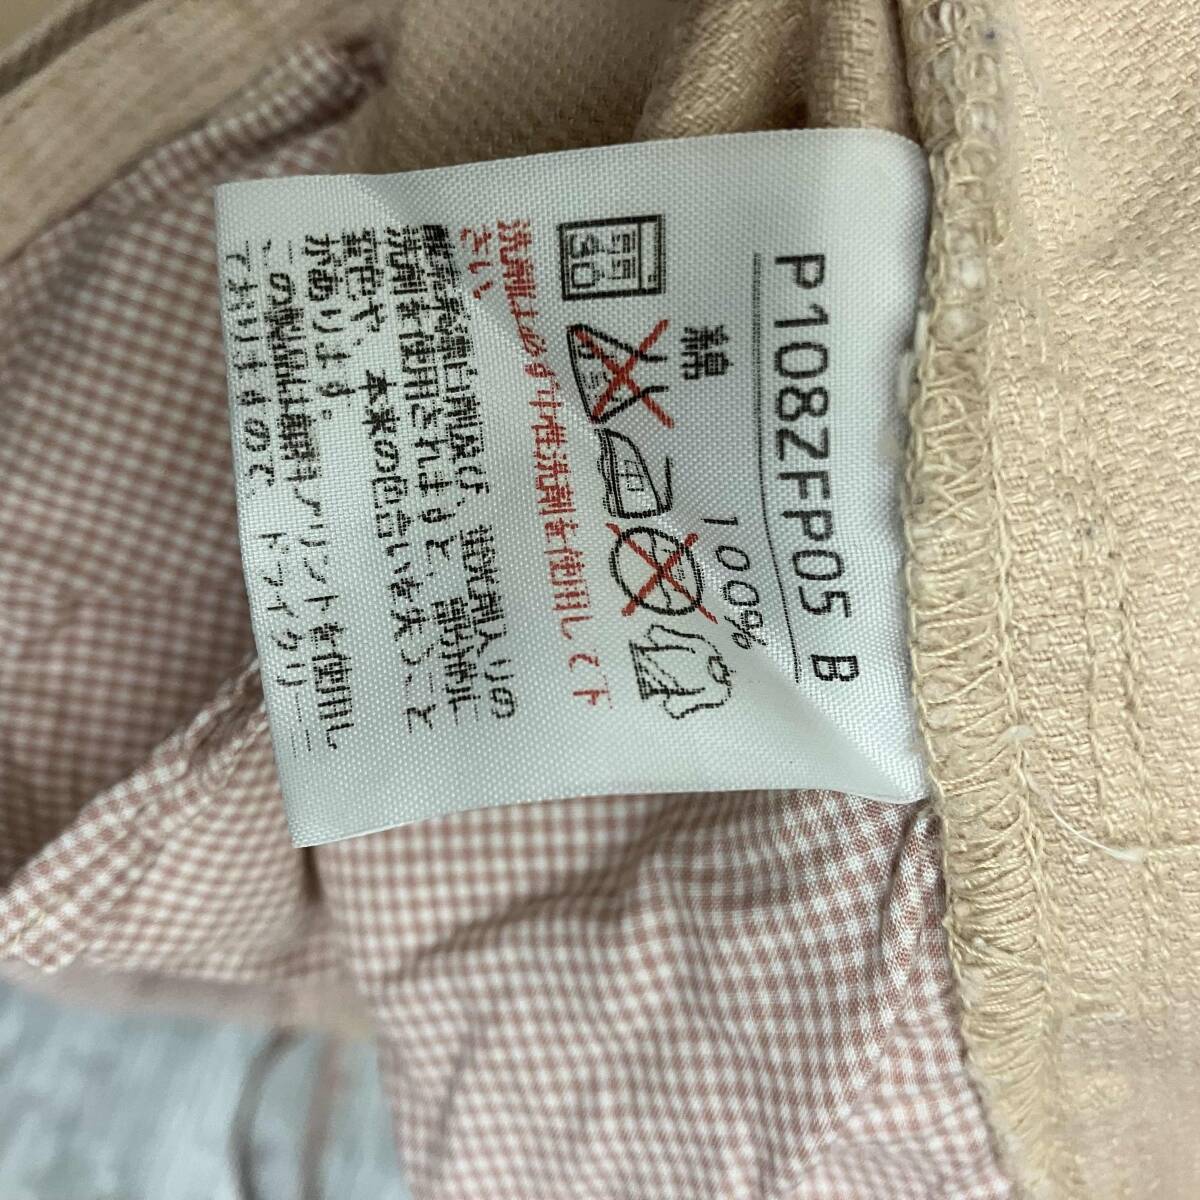 P108ZFP05 B
綿 100%
30
洗剤は必ず中性洗剤を使用して下
さい
酸素系漂白剤及び、蛍光剤入りの
洗剤を使用されますと、部分的に
変色や、本来の色合いを失うこと
があります。
この製品は顔料プリントを使用し
ておりますので、ドライクリー